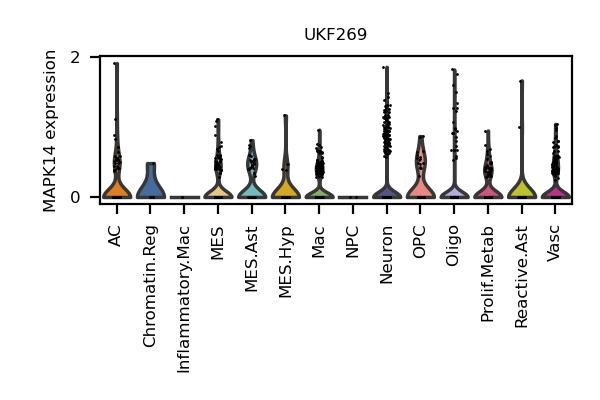 UKF269
MAPK14 expression
2
0
AC
Chromatin.Reg
Inflammatory.Mac
MES
MES.Ast
MES.Hyp
Mac
NPC
Neuron
OPC
Oligo
Prolif.Metab
Reactive.Ast
Vasc